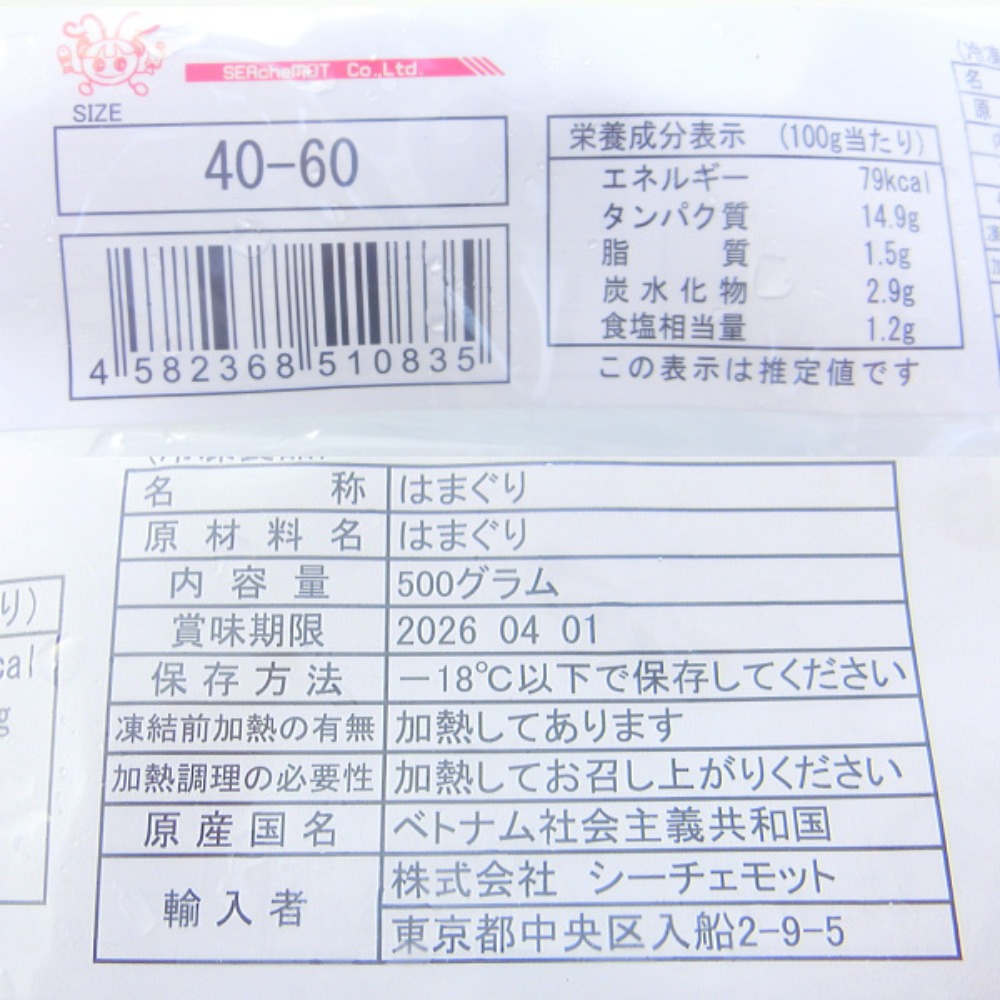 SEAcheMOT Co.,Ltd.
SIZE
40-60
4 582368 510835
栄養成分表示 (100g当たり)
エネルギー 79kcal
タンパク質 14.9g
脂質 1.5g
炭水化物 2.9g
食塩相当量 1.2g
この表示は推定値です
名称 はまぐり
原材料名 はまぐり
内容量 500グラム
賞味期限 2026 04 01
保存方法 －18℃以下で保存してください
凍結前加熱の有無 加熱してあります
加熱調理の必要性 加熱してお召し上がりください
原産国名 ベトナム社会主義共和国
輸入者 株式会社 シーチェモット
東京都中央区入船2-9-5
り)
cal
g
名
原